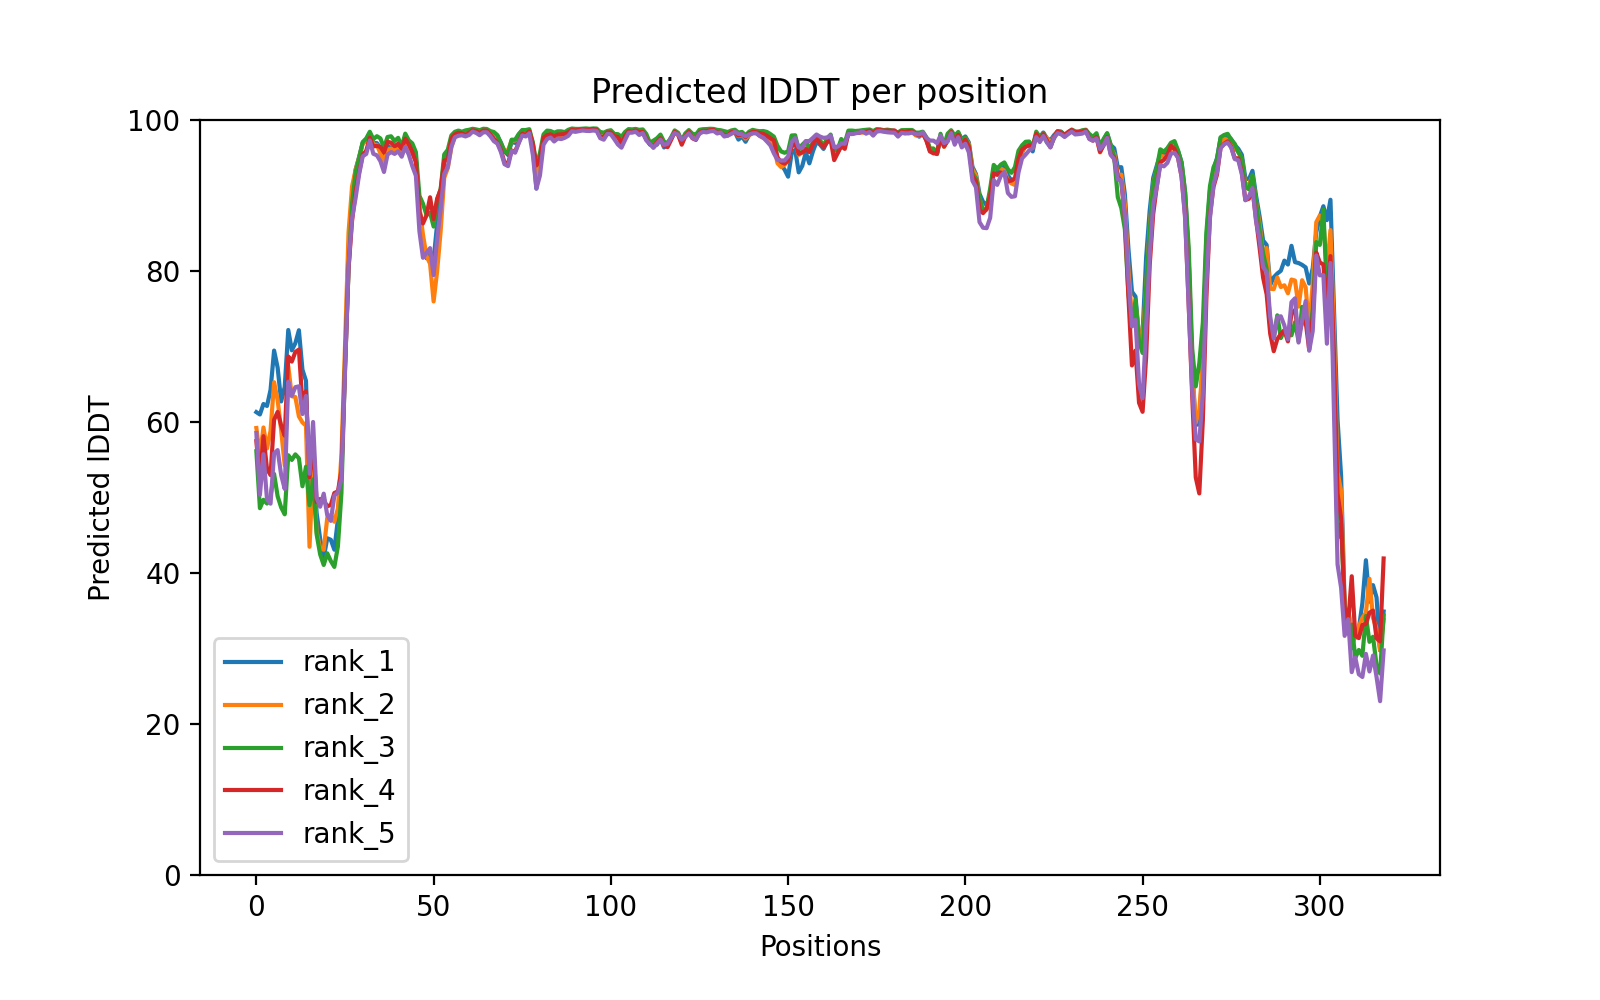 Predicted lDDT per position
100
80
60
40
20
0
Predicted lDDT
rank_1
rank_2
rank_3
rank_4
rank_5
0 50 100 150 200 250 300
Positions